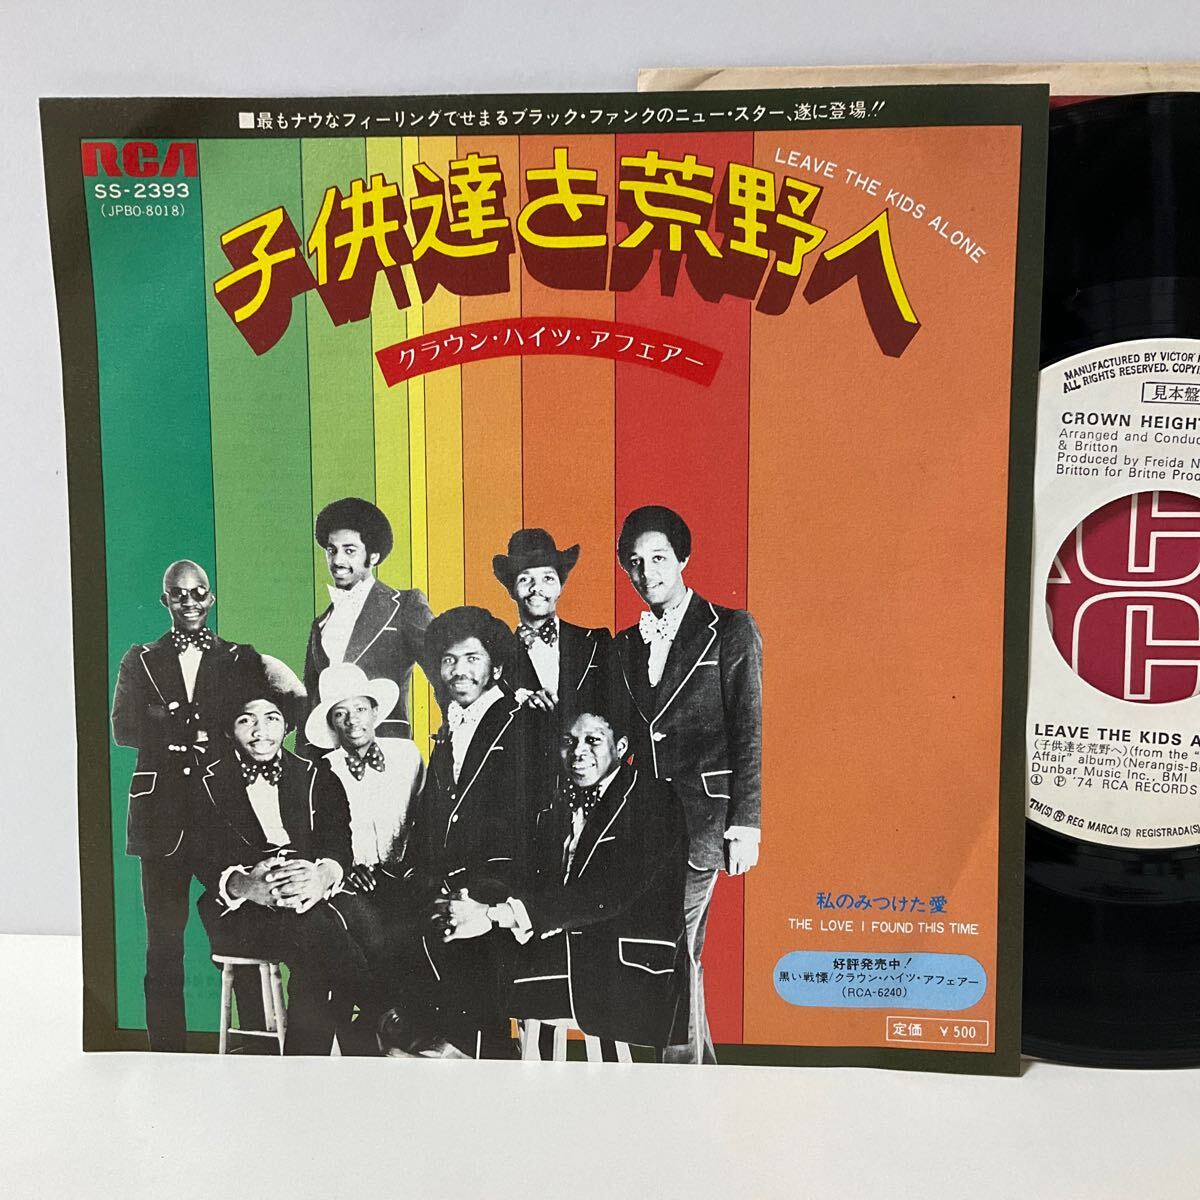 ■最もナウなフィーリングでせまるブラック・ファンクのニュー・スター、遂に登場!!
RCA
SS-2393
(JPBO-8018)
LEAVE THE KIDS ALONE
子供達を荒野へ
クラウン・ハイツ・アフェアー
私のみつけた愛
THE LOVE I FOUND THIS TIME
好評発売中!
黒い戦慄/クラウン・ハイツ・アフェアー
(RCA-6240)
定価 ¥500
MANUFACTURED BY VICTOR
ALL RIGHTS RESERVED.
見本盤
CROWN
Arranged and
& Britton
Produced by Freida
Britton for Britne
LEAVE THE KIDS
(子供達を荒野へ)(from the "
Affair" album)
Dunbar Music Inc., BMI
① Ⓟ '74 RCA RECORDS
TM(S) ® REG MARCA(S) REGISTRADA(S)